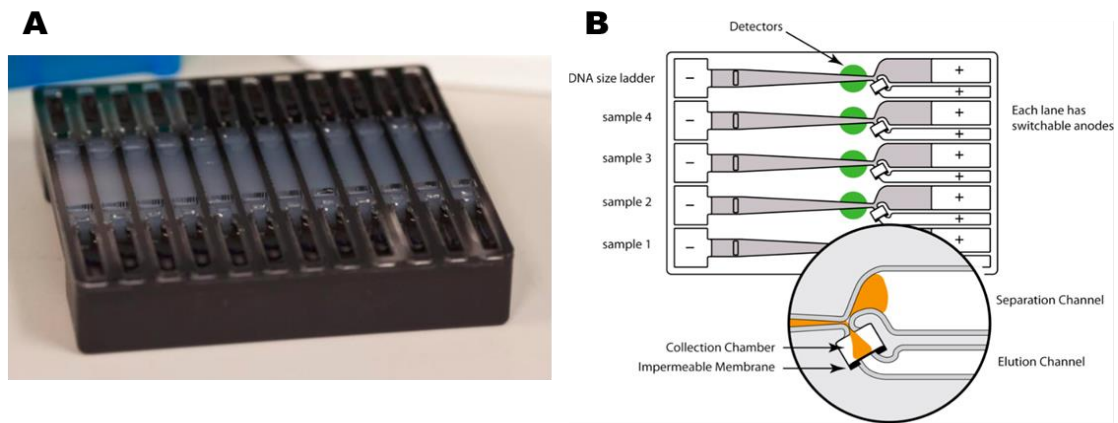 A
B
Detectors
DNA size ladder
sample 4
sample 3
sample 2
sample 1
−
+
+
−
+
+
−
+
+
−
+
+
−
+
Each lane has
switchable anodes
Separation Channel
Collection Chamber
Impermeable Membrane
Elution Channel